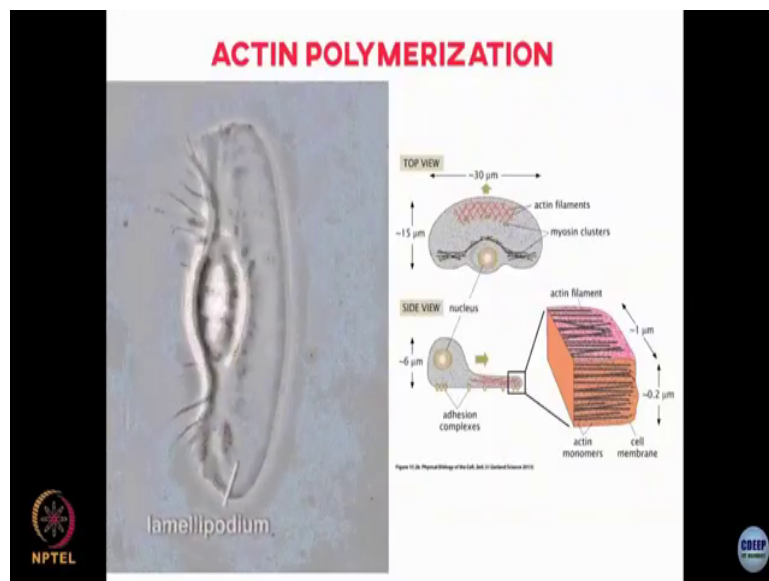 ACTIN POLYMERIZATION
TOP VIEW
~30 μm
actin filaments
~15 μm
myosin clusters
SIDE VIEW
nucleus
actin filament
~1 μm
~6 μm
~0.2 μm
adhesion
complexes
actin
monomers
cell
membrane
lamellipodium
NPTEL
CDEEP